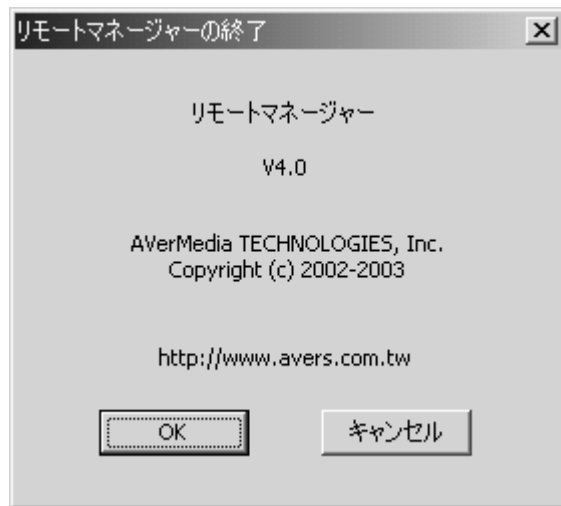 リモートマネージャーの終了
リモートマネージャー
V4.0
AVerMedia TECHNOLOGIES, Inc.
Copyright (c) 2002-2003
http://www.avers.com.tw
OK
キャンセル